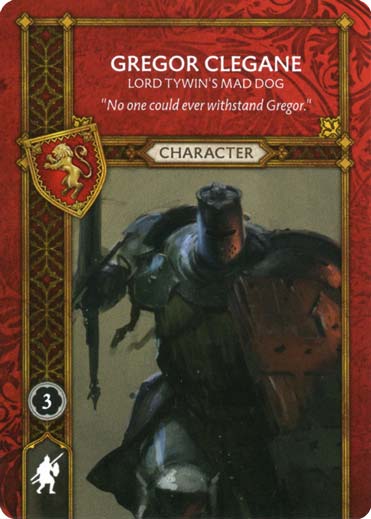 GREGOR CLEGANE
LORD TYWIN'S MAD DOG
"No one could ever withstand Gregor."
CHARACTER
3